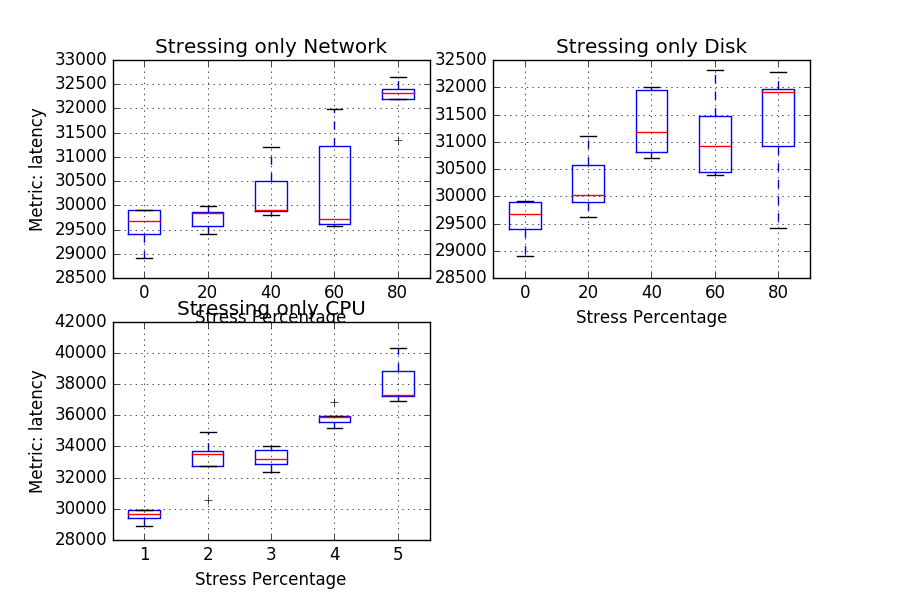 Stressing only Network
33000
32500
32000
31500
31000
30500
30000
29500
29000
28500
Metric: latency
0 20 40 60 80
Stress Percentage
Stressing only Disk
32500
32000
31500
31000
30500
30000
29500
29000
28500
0 20 40 60 80
Stress Percentage
Stressing only CPU
42000
40000
38000
36000
34000
32000
30000
28000
Metric: latency
1 2 3 4 5
Stress Percentage